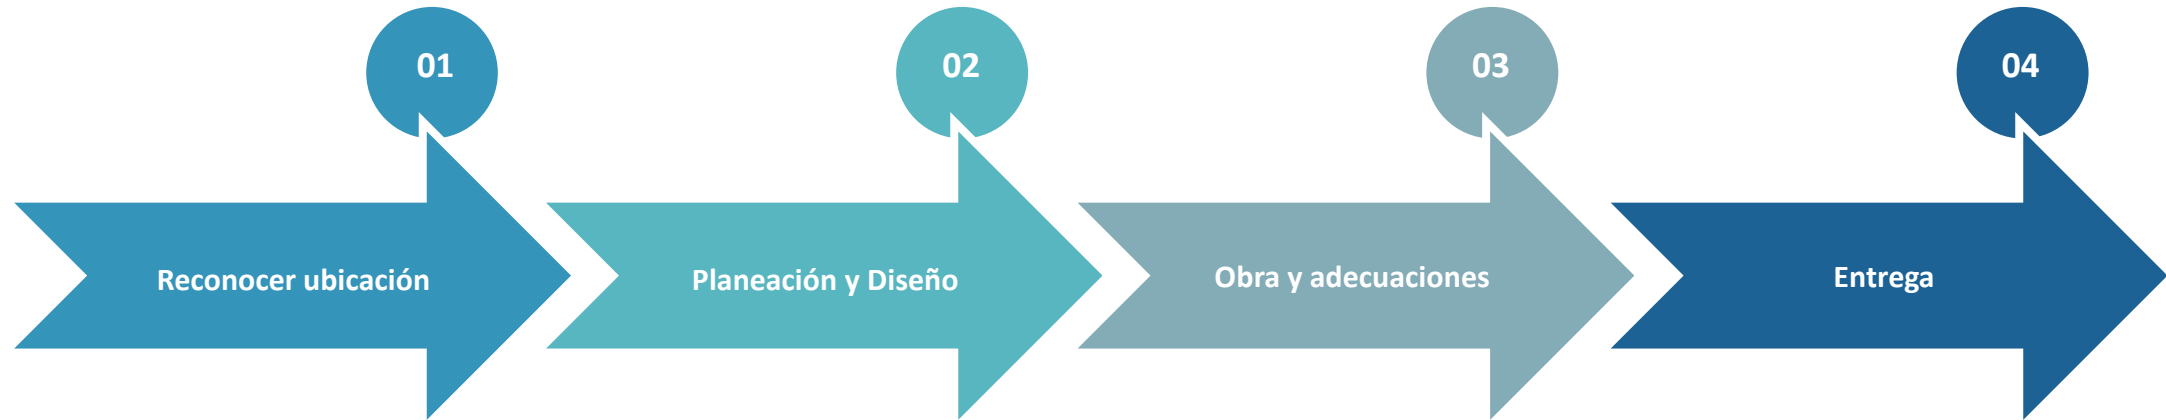 01
Reconocer ubicación
02
Planeación y Diseño
03
Obra y adecuaciones
04
Entrega